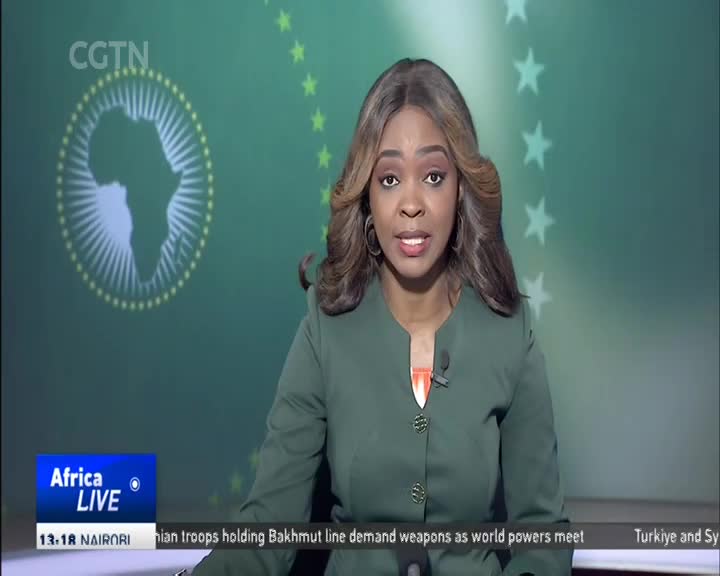 CGTN
Africa
LIVE
13:18 NAIROBI
nian troops holding Bakhmut line demand weapons as world powers meet
Turkiye and Sy